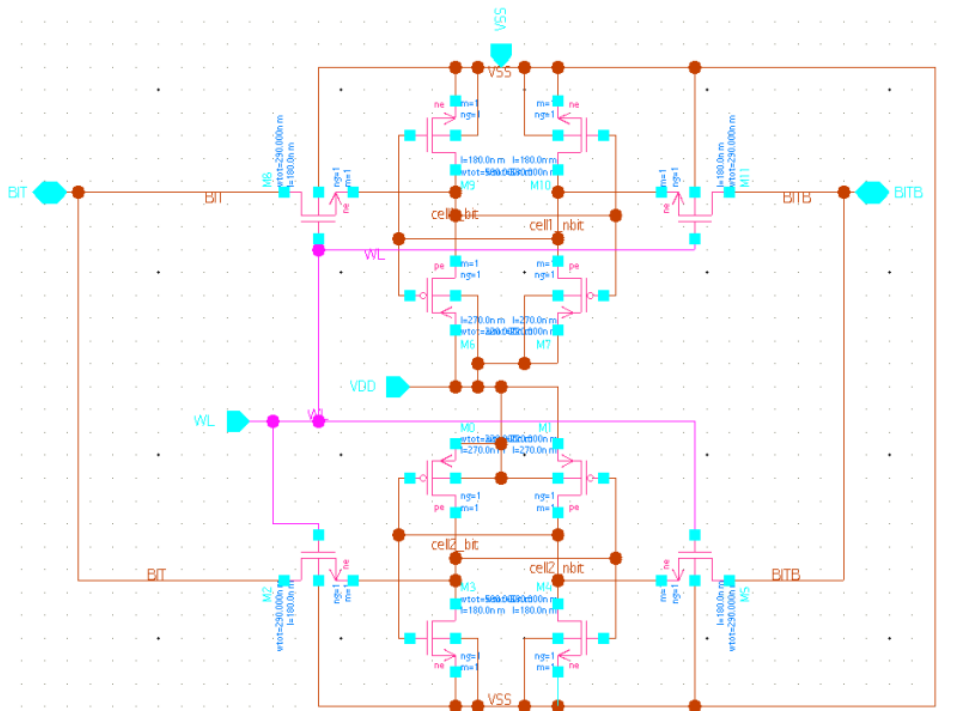 VSS
VSS
ne
m=1
ng=1
m=1
ng=1
ne
wtot=290.000n m
l=180.0n m
M8
ng=1
m=1
ne
l=180.0n m
l=180.0n m
M9
M10
m=1
ng=1
ne
l=180.0n m
wtot=290.000n m
M11
BIT
BIT
BITB
BITB
cell1_nbit
WL
pe
m=1
ng=1
m=1
ng=1
pe
l=270.0n m
l=270.0n m
M6
M7
VDD
WL
WL
M0
M1
l=270.0n m
l=270.0n m
ng=1
m=1
pe
ng=1
m=1
pe
cell2_bit
cell2_nbit
BIT
BITB
M2
wtot=290.000n m
l=180.0n m
ne
ng=1
m=1
M3
M4
l=180.0n m
l=180.0n m
m=1
ng=1
ne
l=180.0n m
wtot=290.000n m
M5
ng=1
m=1
ne
ng=1
m=1
ne
VSS